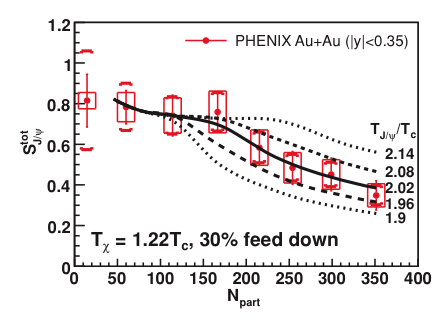 1.2
1
0.8
0.6
0.4
0.2
0
S^tot_J/ψ
PHENIX Au+Au (|y|<0.35)
T_J/ψ/T_c
2.14
2.08
2.02
1.96
1.9
T_χ = 1.22T_c, 30% feed down
0 50 100 150 200 250 300 350 400
N_part